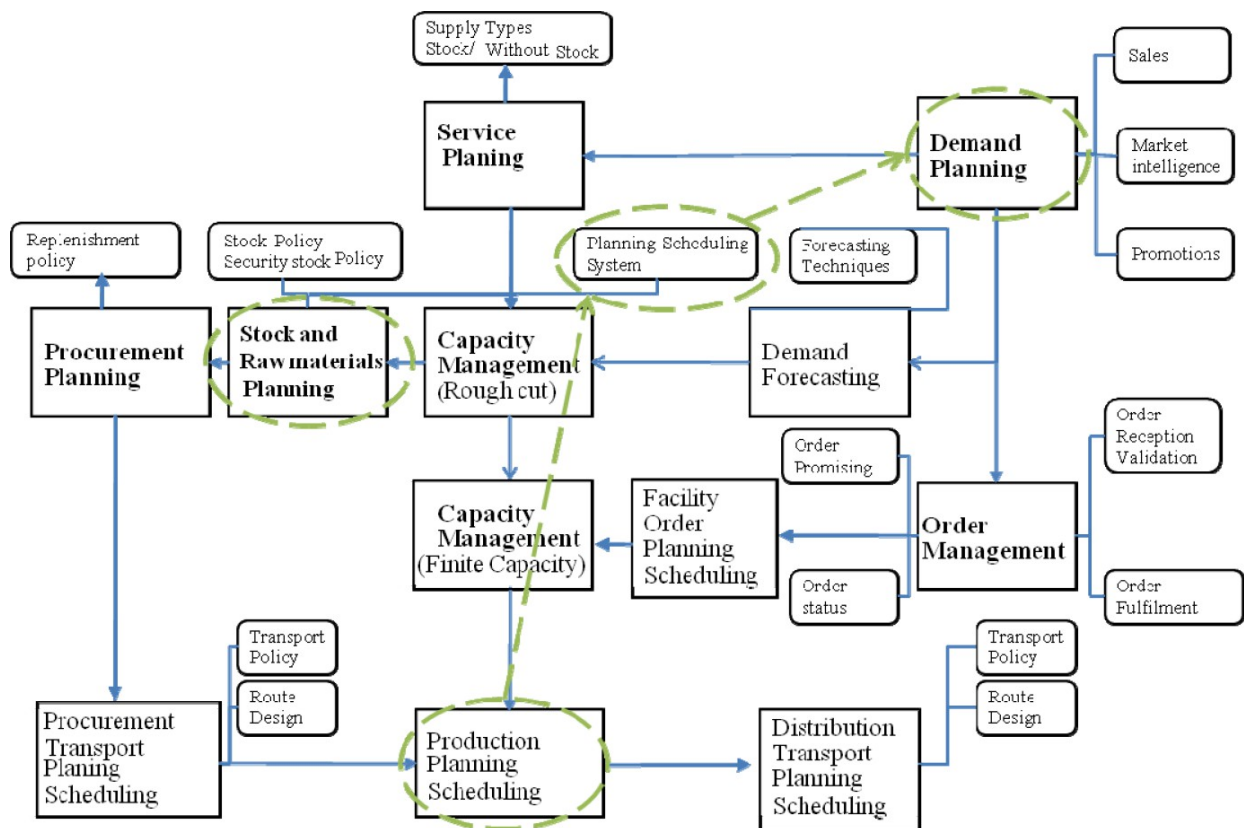 Supply Types
Stock/ Without Stock
Sales
Service
Planing
Demand
Planning
Market
intelligence
Replenishment
policy
Stock Policy
Security stock Policy
Planning Scheduling
System
Forecasting
Techniques
Promotions
Procurement
Planning
Stock and
Raw materials
Planning
Capacity
Management
(Rough cut)
Demand
Forecasting
Order
Promising
Order
Reception
Validation
Capacity
Management
(Finite Capacity)
Facility
Order
Planning
Scheduling
Order
Management
Order
status
Order
Fulfilment
Transport
Policy
Route
Design
Transport
Policy
Route
Design
Procurement
Transport
Planing
Scheduling
Production
Planning
Scheduling
Distribution
Transport
Planning
Scheduling